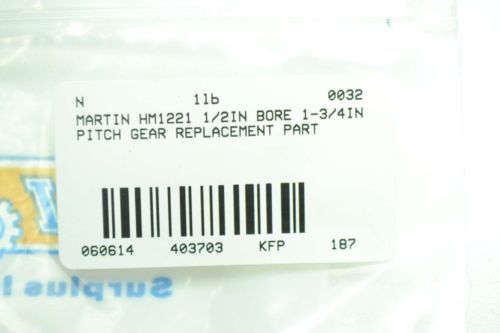 N 1lb 0032
MARTIN HM1221 1/2IN BORE 1-3/4IN
PITCH GEAR REPLACEMENT PART
060614 403703 KFP 187
Surplus